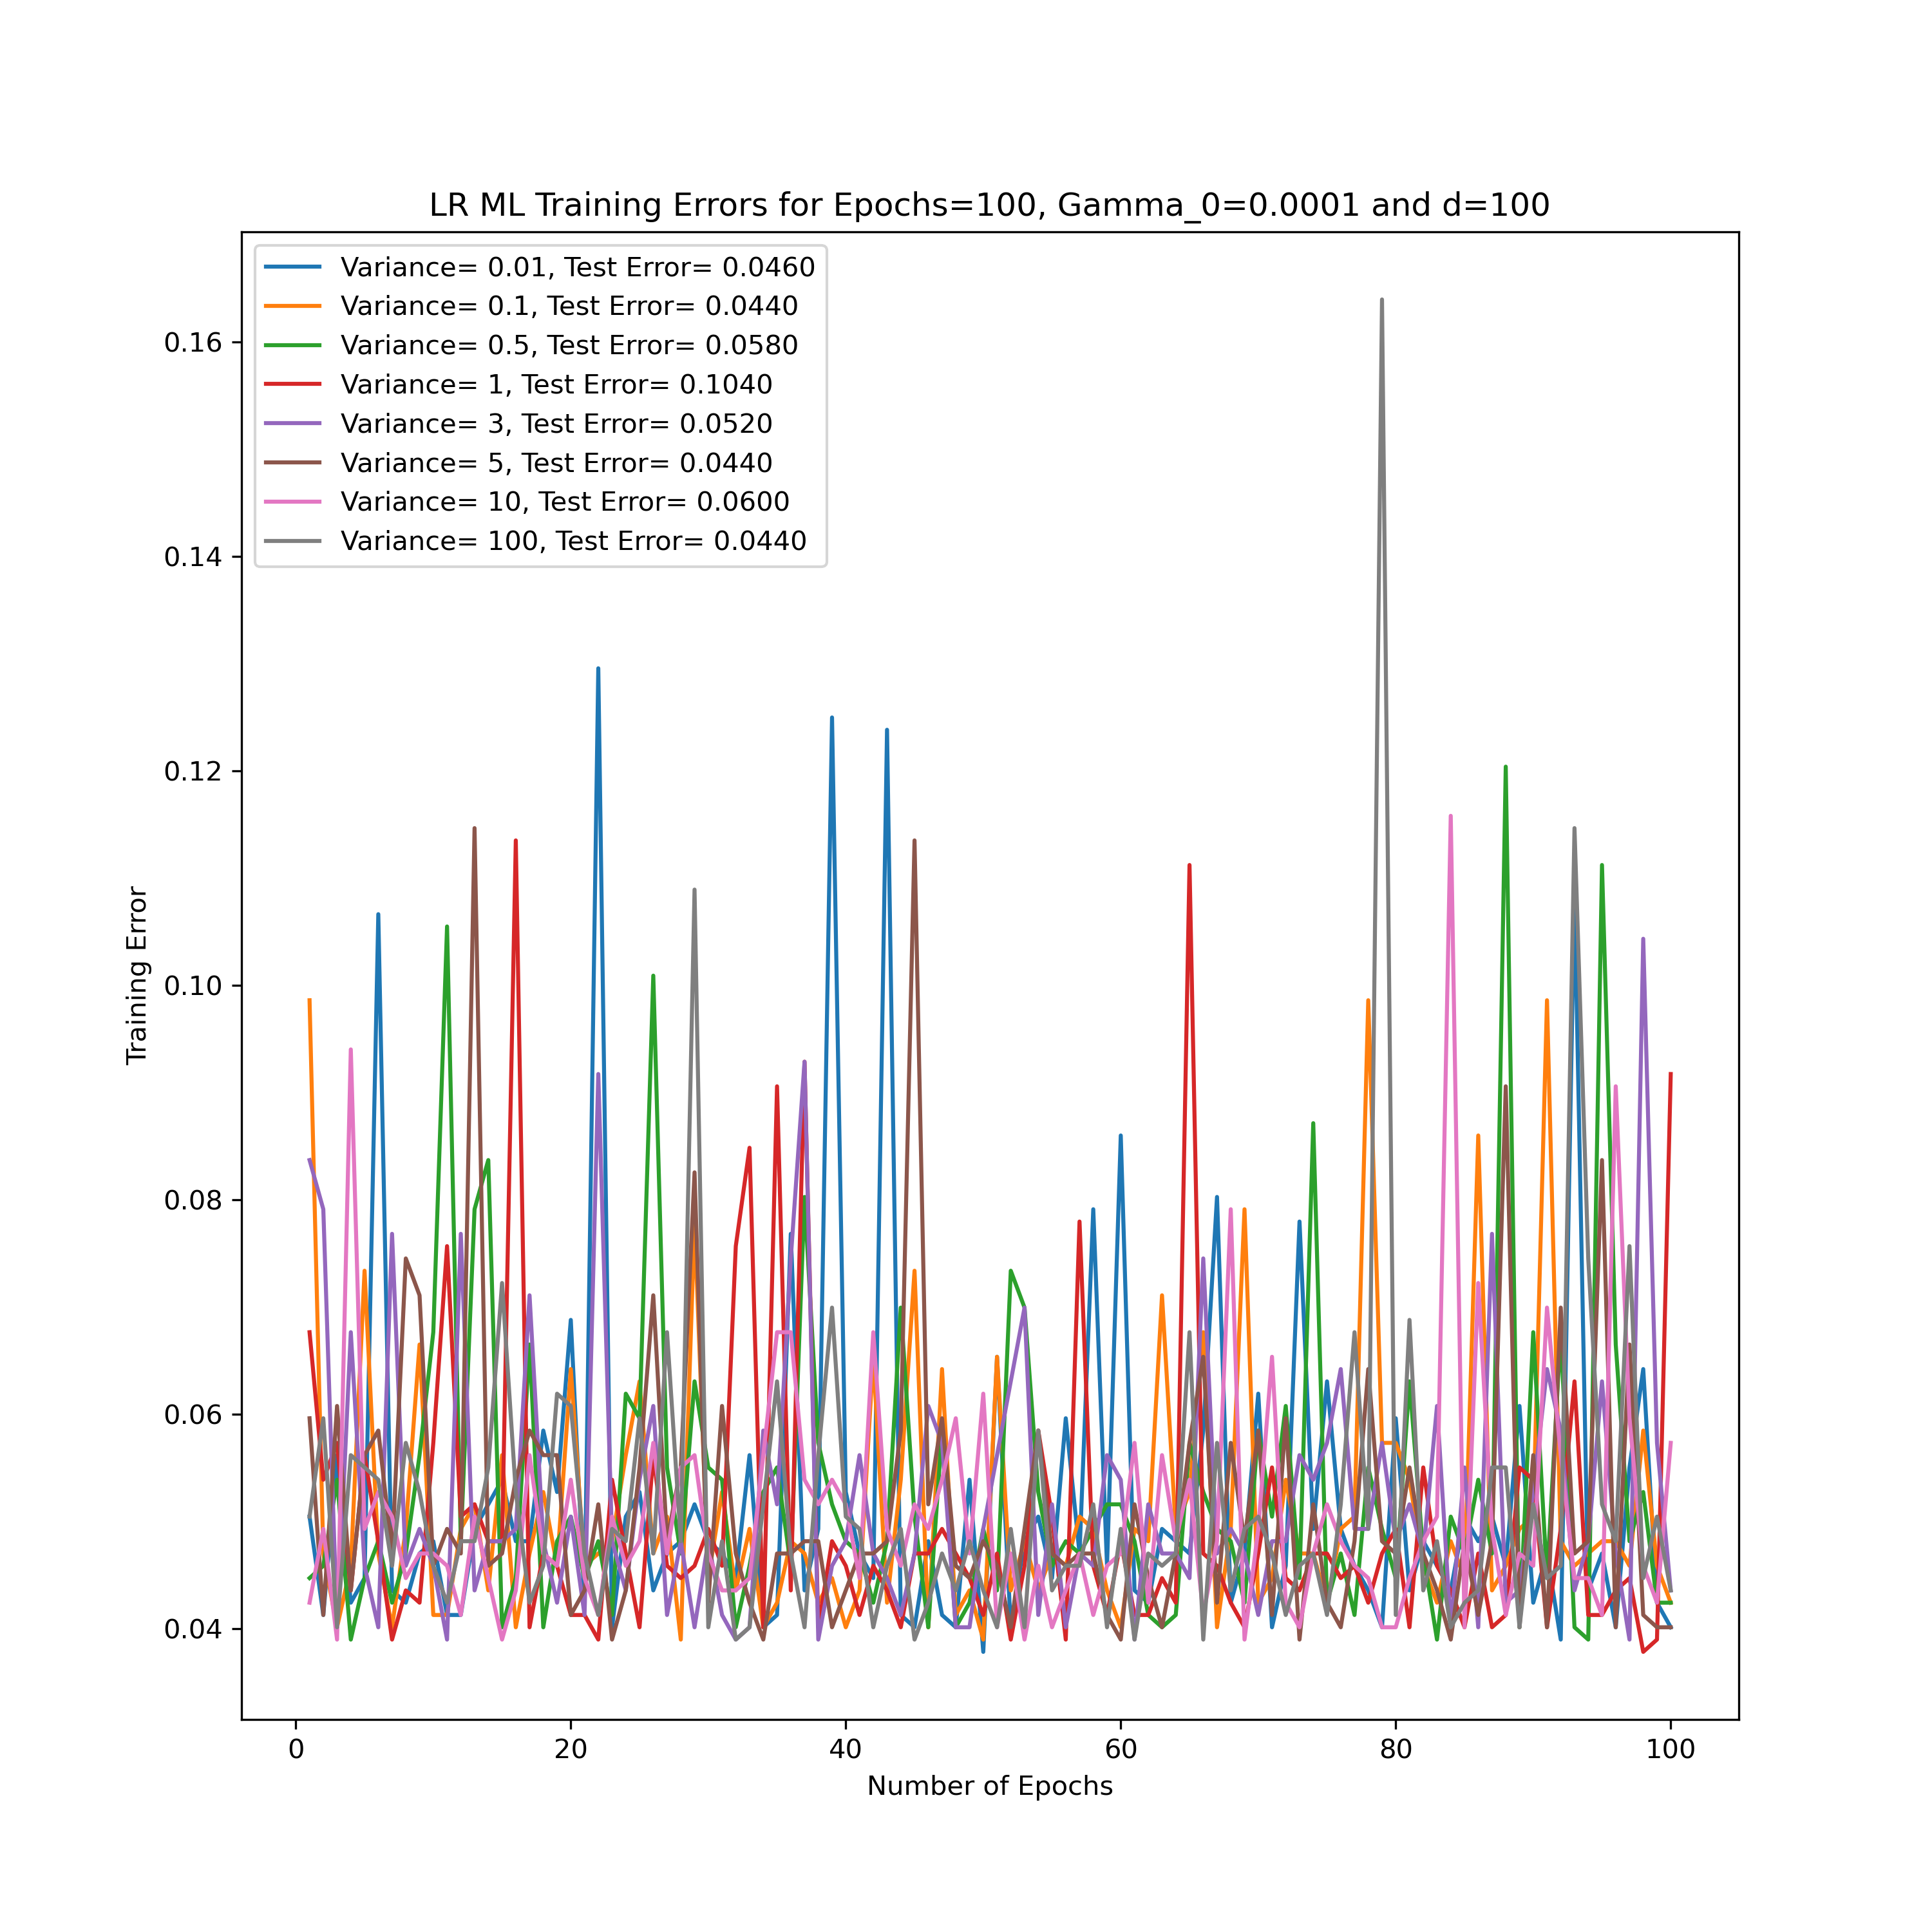 LR ML Training Errors for Epochs=100, Gamma_0=0.0001 and d=100
Variance= 0.01, Test Error= 0.0460
Variance= 0.1, Test Error= 0.0440
Variance= 0.5, Test Error= 0.0580
Variance= 1, Test Error= 0.1040
Variance= 3, Test Error= 0.0520
Variance= 5, Test Error= 0.0440
Variance= 10, Test Error= 0.0600
Variance= 100, Test Error= 0.0440
Training Error
0.16
0.14
0.12
0.10
0.08
0.06
0.04
0 20 40 60 80 100
Number of Epochs